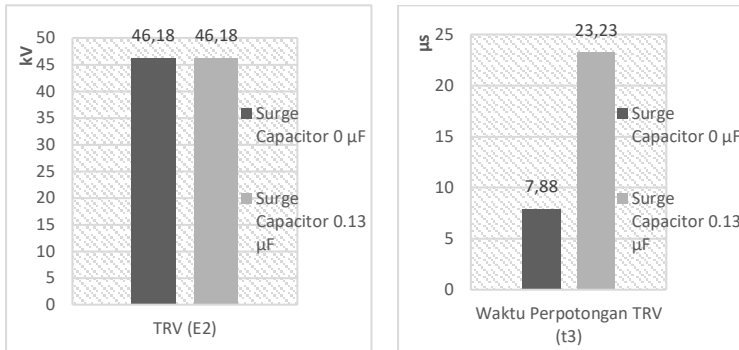 kV
50
45
40
35
30
25
20
15
10
5
0
46,18
46,18
TRV (E2)
Surge
Capacitor 0 µF
Surge
Capacitor 0.13
µF
µs
25
20
15
10
5
0
7,88
23,23
Waktu Perpotongan TRV
(t3)
Surge
Capacitor 0 µF
Surge
Capacitor 0.13
µF